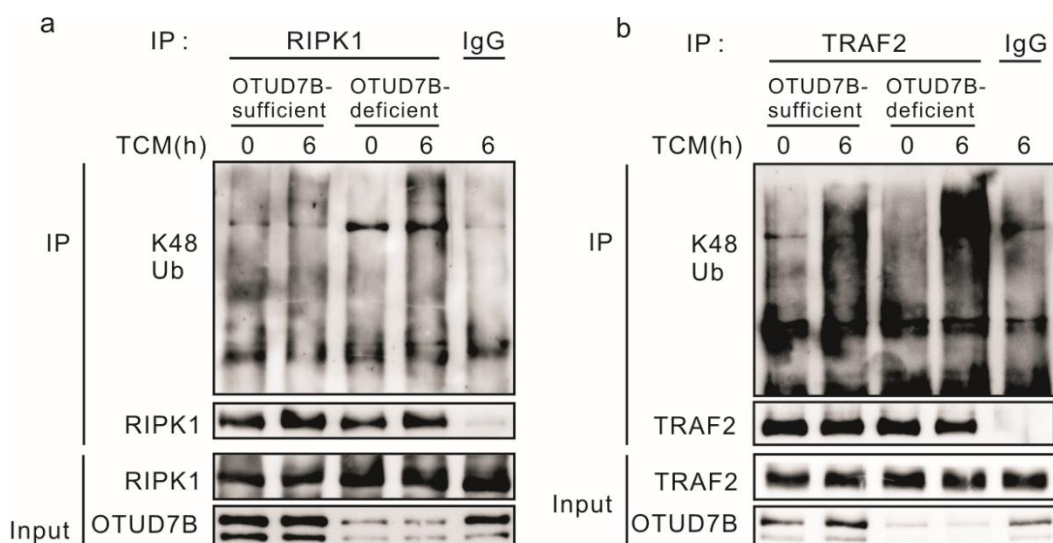 a
IP : RIPK1 IgG
OTUD7B-
sufficient
OTUD7B-
deficient
TCM(h) 0 6 0 6 6
IP
K48
Ub
RIPK1
Input
RIPK1
OTUD7B
b
IP : TRAF2 IgG
OTUD7B-
sufficient
OTUD7B-
deficient
TCM(h) 0 6 0 6 6
IP
K48
Ub
TRAF2
Input
TRAF2
OTUD7B